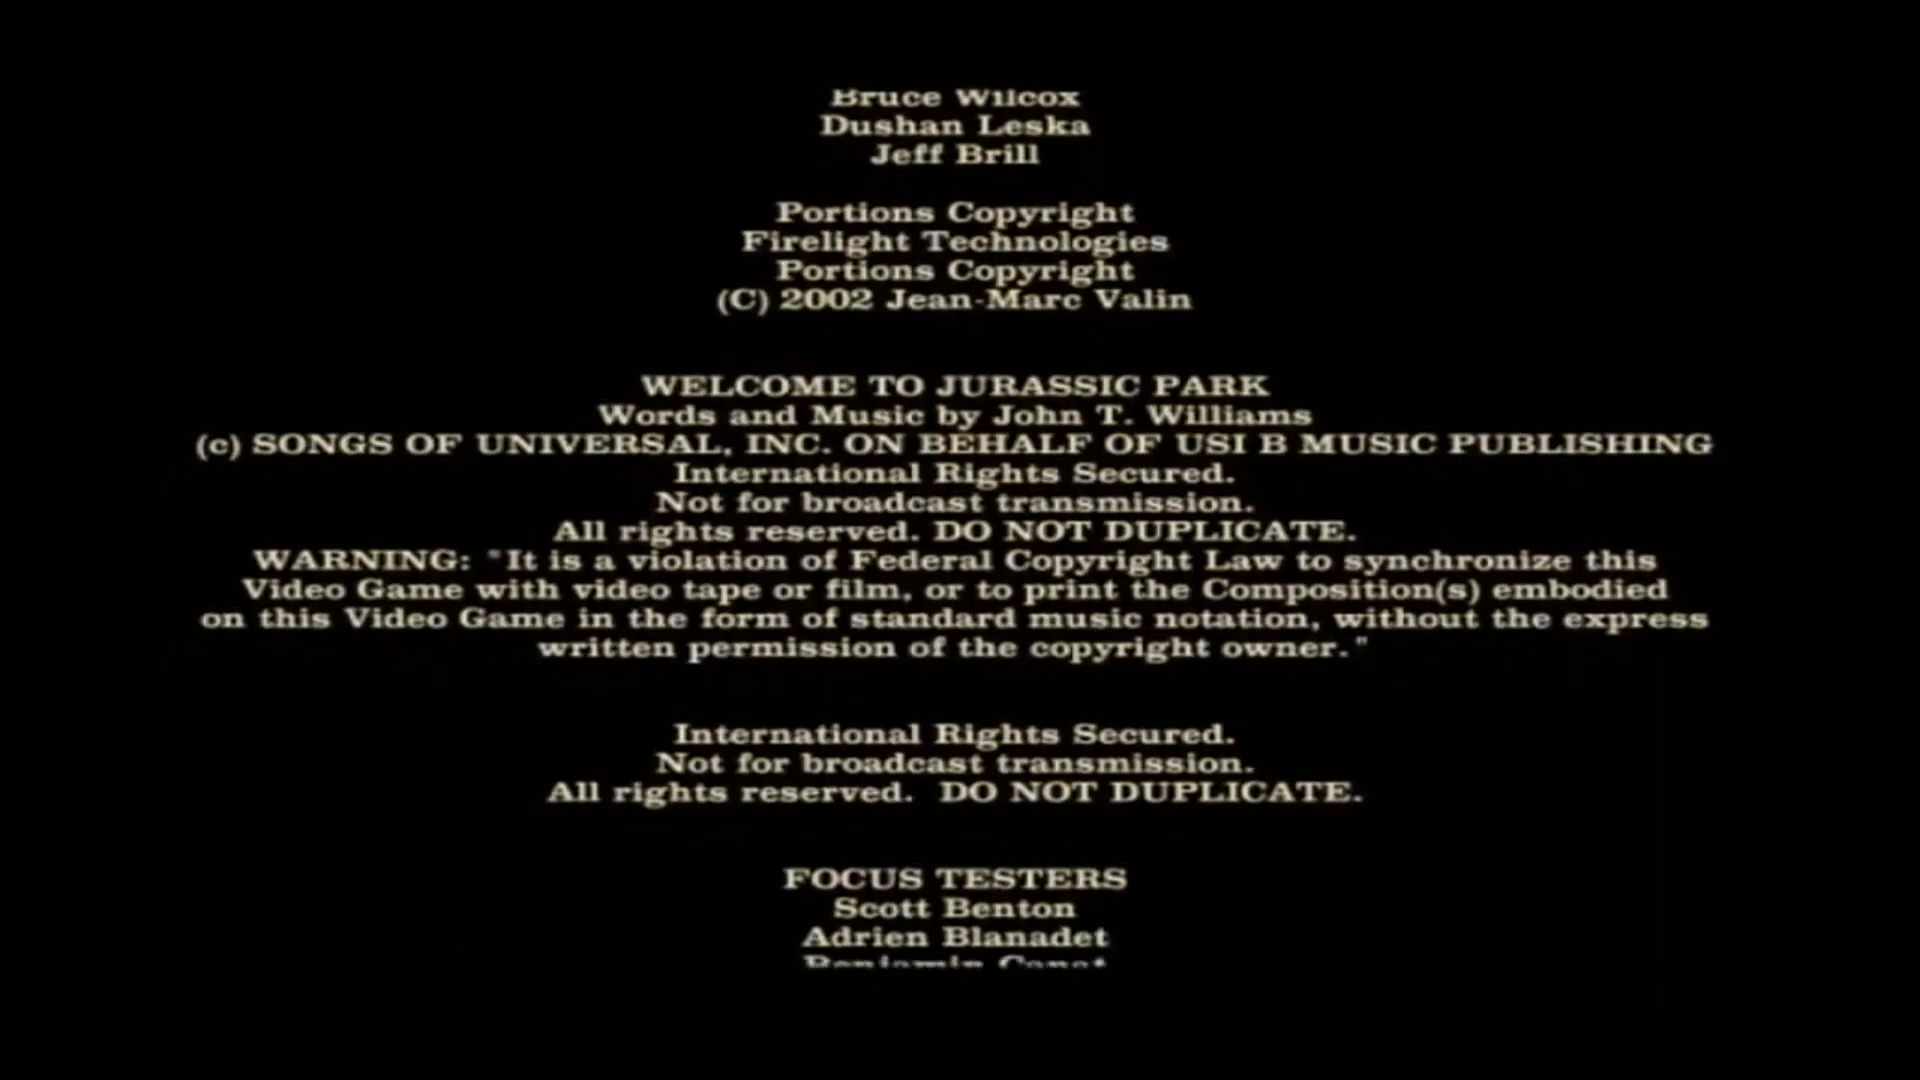 Bruce Wilcox
Dushan Leska
Jeff Brill
Portions Copyright
Firelight Technologies
Portions Copyright
(C) 2002 Jean-Marc Valin
WELCOME TO JURASSIC PARK
Words and Music by John T. Williams
(c) SONGS OF UNIVERSAL, INC. ON BEHALF OF USI B MUSIC PUBLISHING
International Rights Secured.
Not for broadcast transmission.
All rights reserved. DO NOT DUPLICATE.
WARNING: "It is a violation of Federal Copyright Law to synchronize this
Video Game with video tape or film, or to print the Composition(s) embodied
on this Video Game in the form of standard music notation, without the express
written permission of the copyright owner."
International Rights Secured.
Not for broadcast transmission.
All rights reserved.  DO NOT DUPLICATE.
FOCUS TESTERS
Scott Benton
Adrien Blanadet
Benjamin